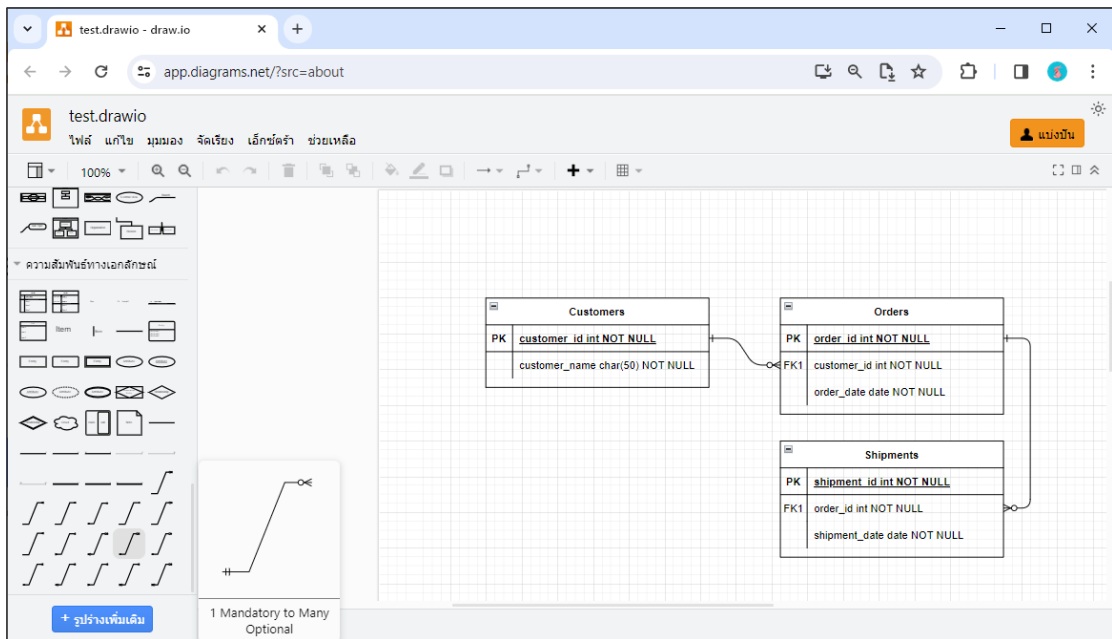 test.drawio - draw.io
app.diagrams.net/?src=about
test.drawio
ไฟล์ แก้ไข มุมมอง จัดเรียง เอ็กซ์ตร้า ช่วยเหลือ
แบ่งปัน
100%
ความสัมพันธ์ทางเอกลักษณ์
Item
Customers
PK customer_id int NOT NULL
customer_name char(50) NOT NULL
Orders
PK order_id int NOT NULL
FK1 customer_id int NOT NULL
order_date date NOT NULL
Shipments
PK shipment_id int NOT NULL
FK1 order_id int NOT NULL
shipment_date date NOT NULL
1 Mandatory to Many
Optional
+ รูปร่างเพิ่มเติม